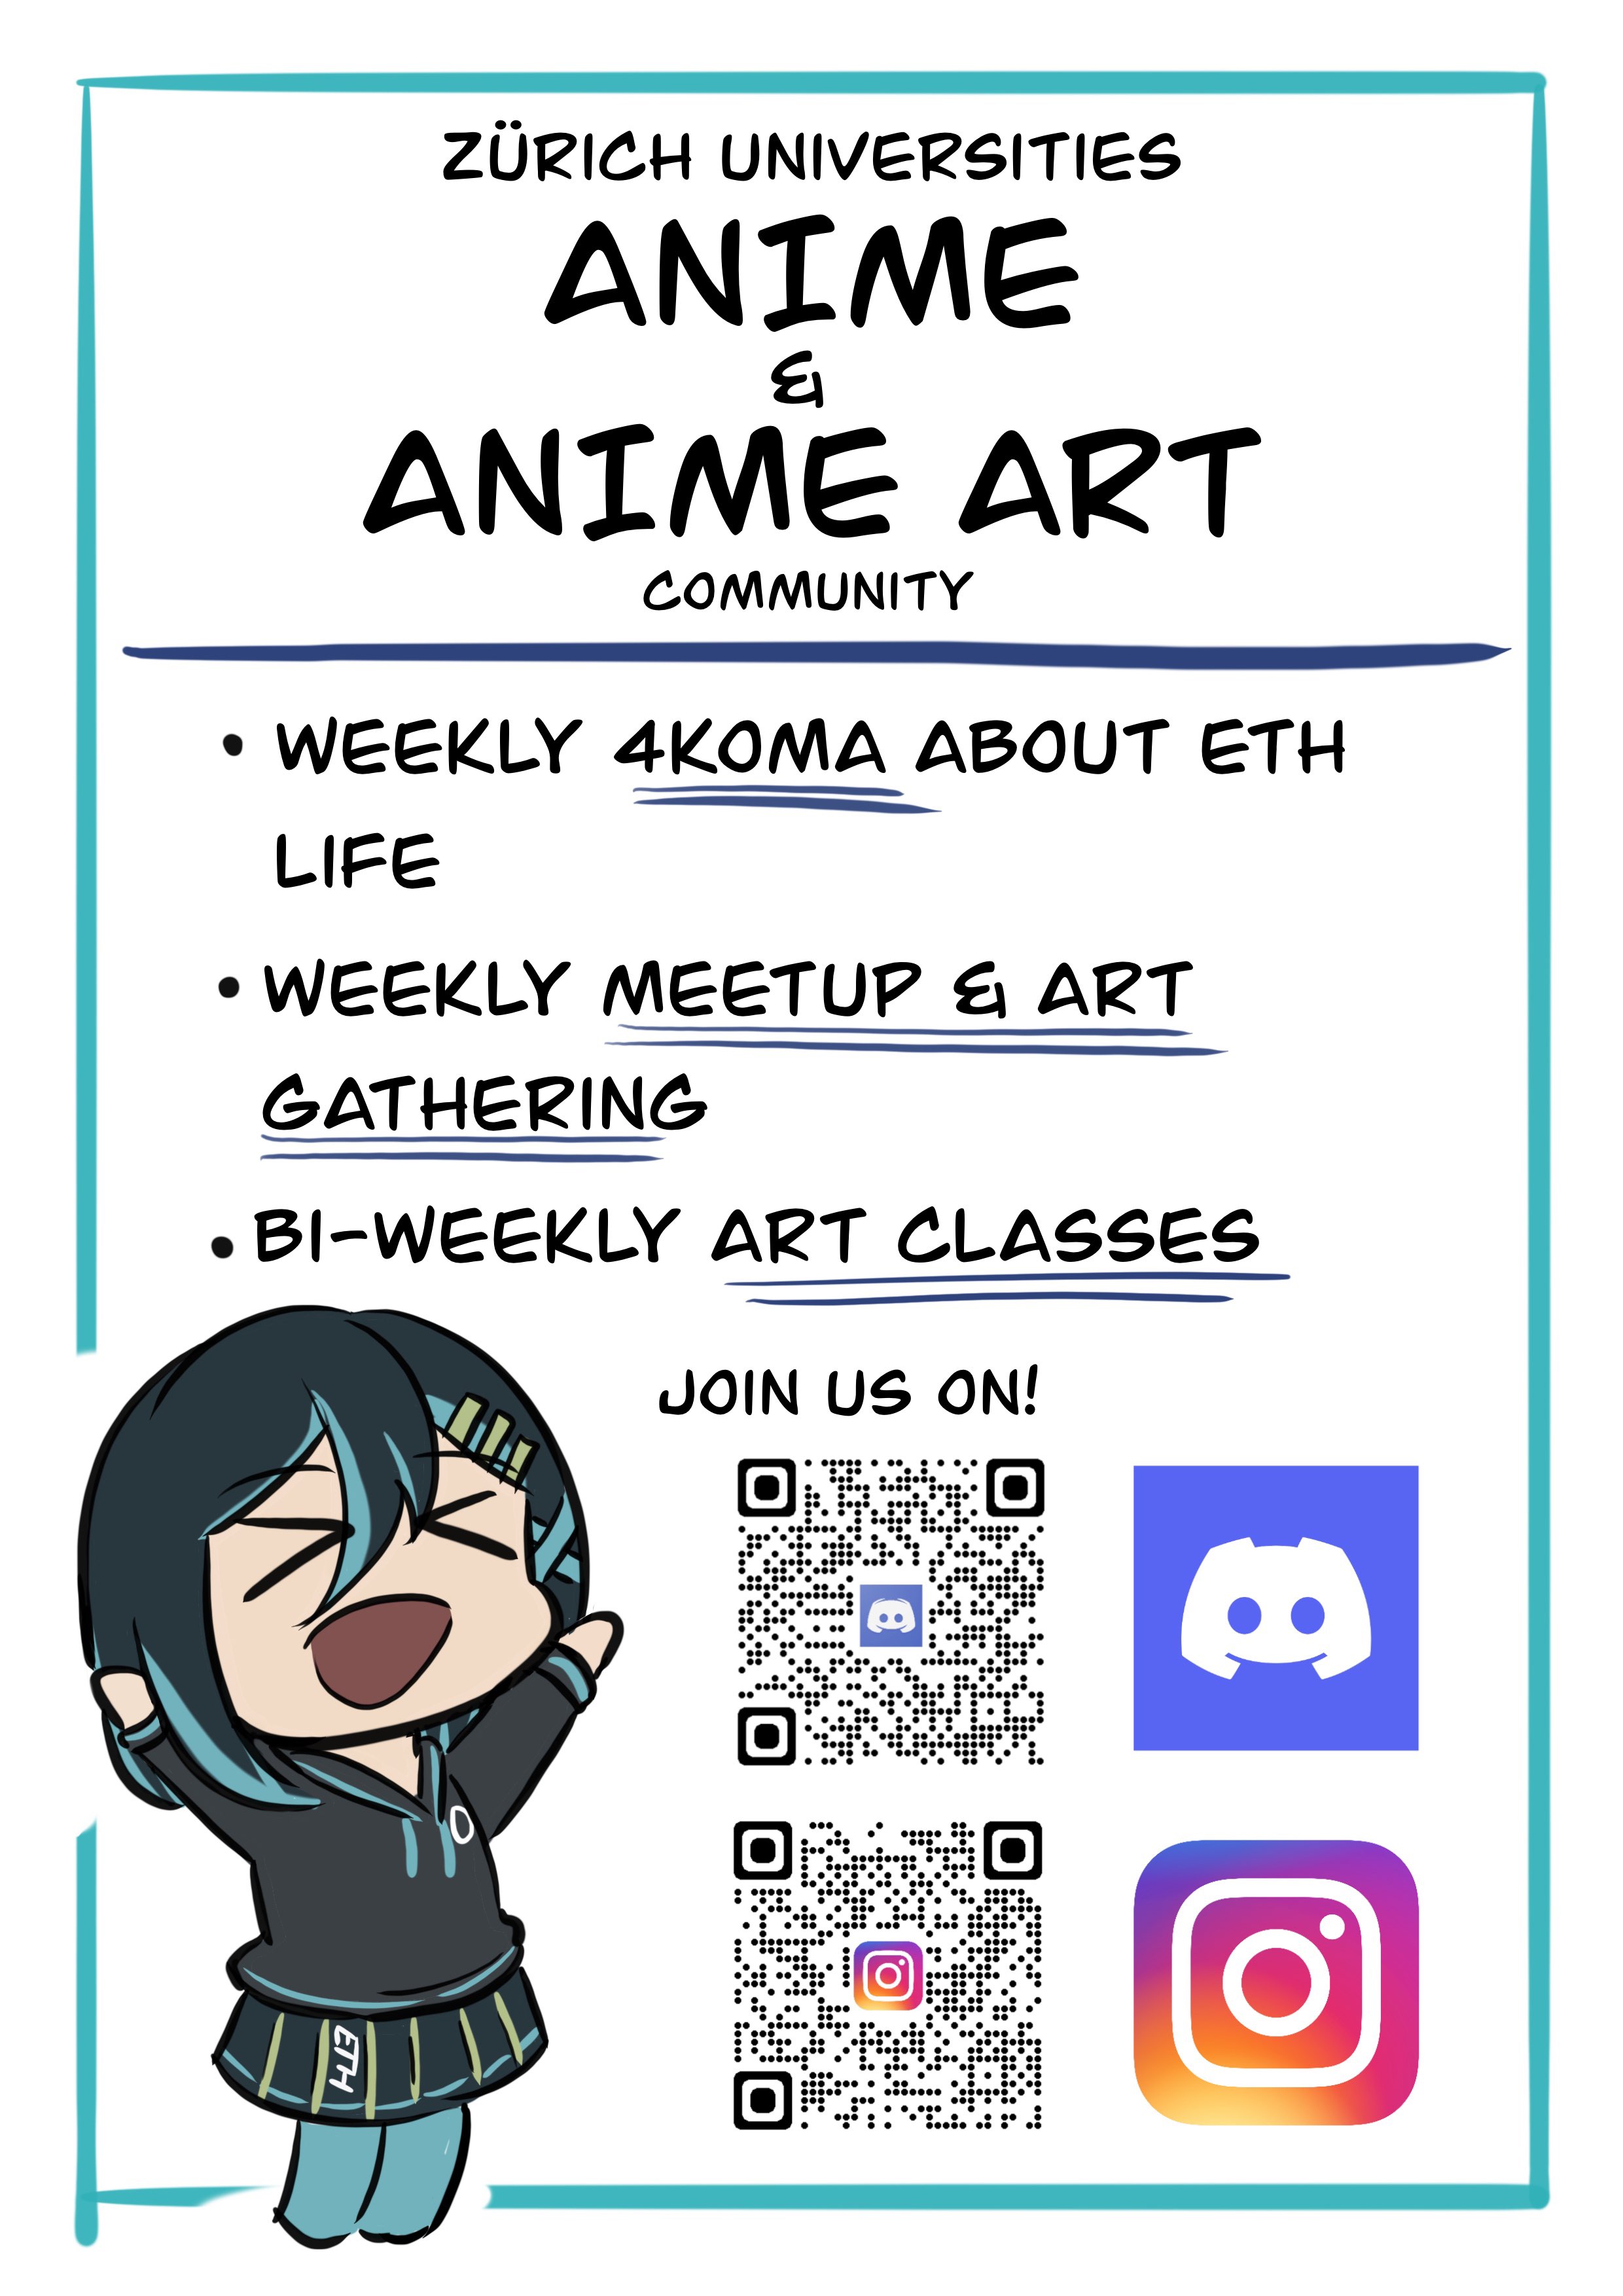 ZÜRICH UNIVERSITIES
ANIME
&
ANIME ART
COMMUNITY
• WEEKLY 4KOMA ABOUT ETH
LIFE
• WEEKLY MEETUP & ART
GATHERING
• BI-WEEKLY ART CLASSES
JOIN US ON!
ETH